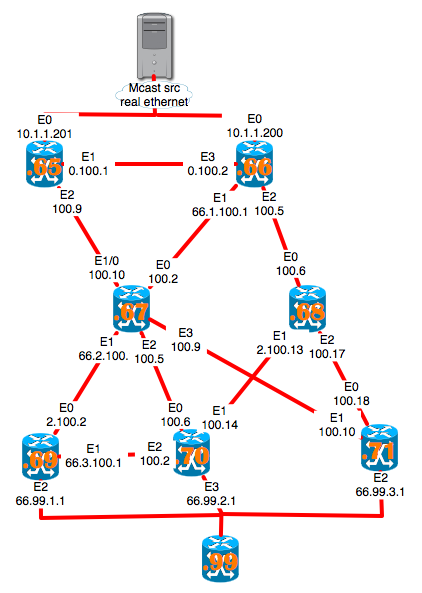 Mcast src
real ethernet
E0
10.1.1.201
E0
10.1.1.200
.65
E1
0.100.1
E3
0.100.2
.66
E2
100.9
E1
66.1.100.1
E2
100.5
E1/0
100.10
E0
100.2
E0
100.6
.67
.68
E1
66.2.100.
E2
100.5
E3
100.9
E1
2.100.13
E2
100.17
E0
2.100.2
E0
100.6
E1
100.14
E0
100.18
E1
100.10
.69
E1
66.3.100.1
E2
100.2
.70
.71
E2
66.99.1.1
E3
66.99.2.1
E2
66.99.3.1
.99